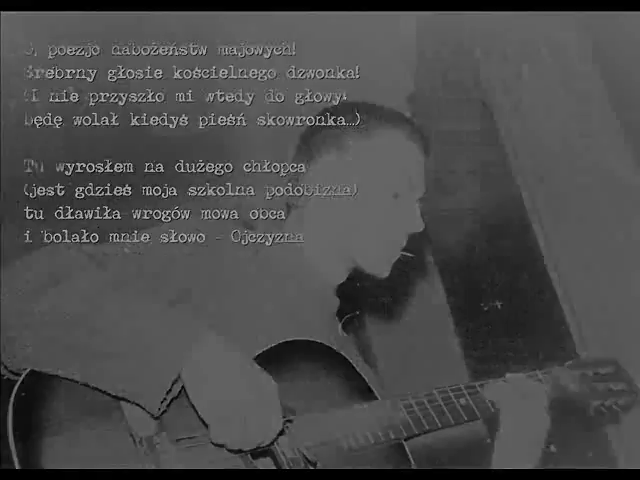 O, poezjo nabożeństw majowych!
Srebrny głosie kościelnego dzwonka!
(I nie przyszło mi wtedy do głowy:
będę wołał kiedyś pieśń skowronka...)
Tu wyrosłem na dużego chłopca
(jest gdzieś moja szkolna podobizna)
tu dławiła wrogów mowa obca
i bolało mnie słowo - Ojczyzna